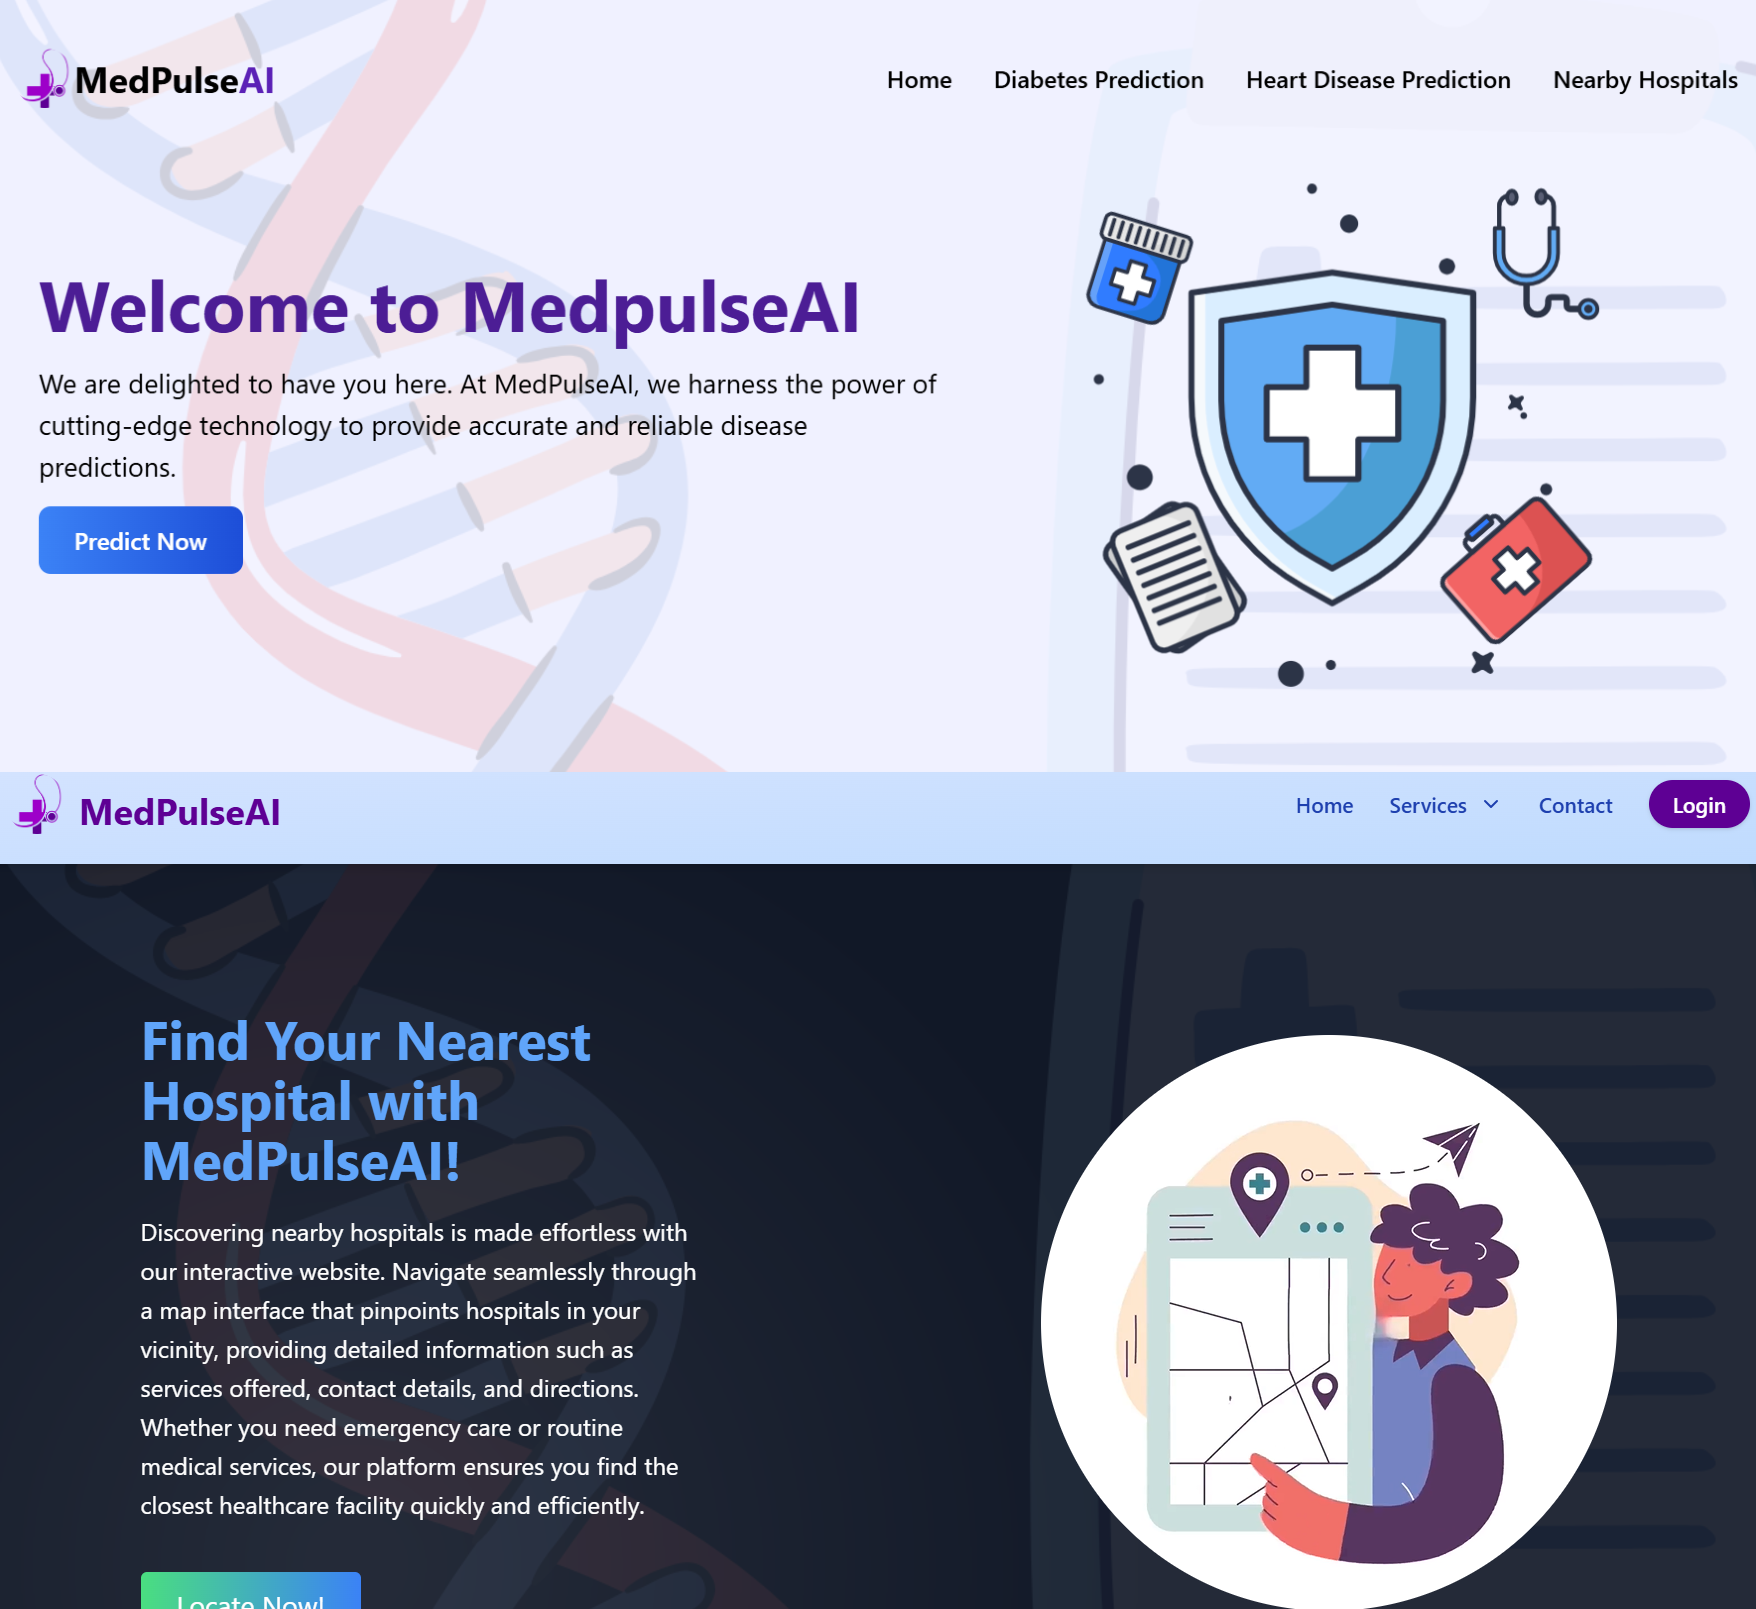 MedPulseAI
Home Diabetes Prediction Heart Disease Prediction Nearby Hospitals
Welcome to MedpulseAI
We are delighted to have you here. At MedPulseAI, we harness the power of
cutting-edge technology to provide accurate and reliable disease
predictions.
Predict Now
MedPulseAI
Home Services Contact Login
Find Your Nearest
Hospital with
MedPulseAI!
Discovering nearby hospitals is made effortless with
our interactive website. Navigate seamlessly through
a map interface that pinpoints hospitals in your
vicinity, providing detailed information such as
services offered, contact details, and directions.
Whether you need emergency care or routine
medical services, our platform ensures you find the
closest healthcare facility quickly and efficiently.
Locate Now!